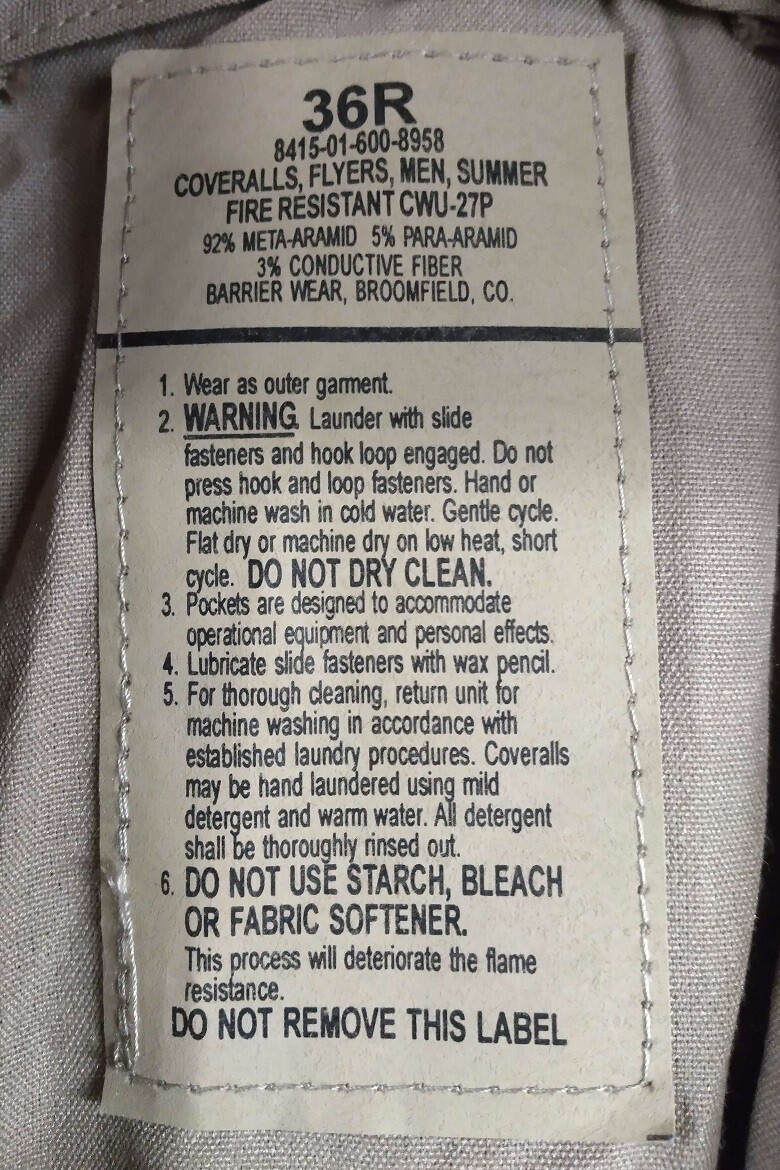 36R
8415-01-600-8958
COVERALLS, FLYERS, MEN, SUMMER
FIRE RESISTANT CWU-27P
92% META-ARAMID 5% PARA-ARAMID
3% CONDUCTIVE FIBER
BARRIER WEAR, BROOMFIELD, CO.
1. Wear as outer garment.
2. WARNING. Launder with slide
fasteners and hook loop engaged. Do not
press hook and loop fasteners. Hand or
machine wash in cold water. Gentle cycle.
Flat dry or machine dry on low heat, short
cycle. DO NOT DRY CLEAN.
3. Pockets are designed to accommodate
operational equipment and personal effects.
4. Lubricate slide fasteners with wax pencil.
5. For thorough cleaning, return unit for
machine washing in accordance with
established laundry procedures. Coveralls
may be hand laundered using mild
detergent and warm water. All detergent
shall be thoroughly rinsed out.
6. DO NOT USE STARCH, BLEACH
OR FABRIC SOFTENER.
This process will deteriorate the flame
resistance.
DO NOT REMOVE THIS LABEL